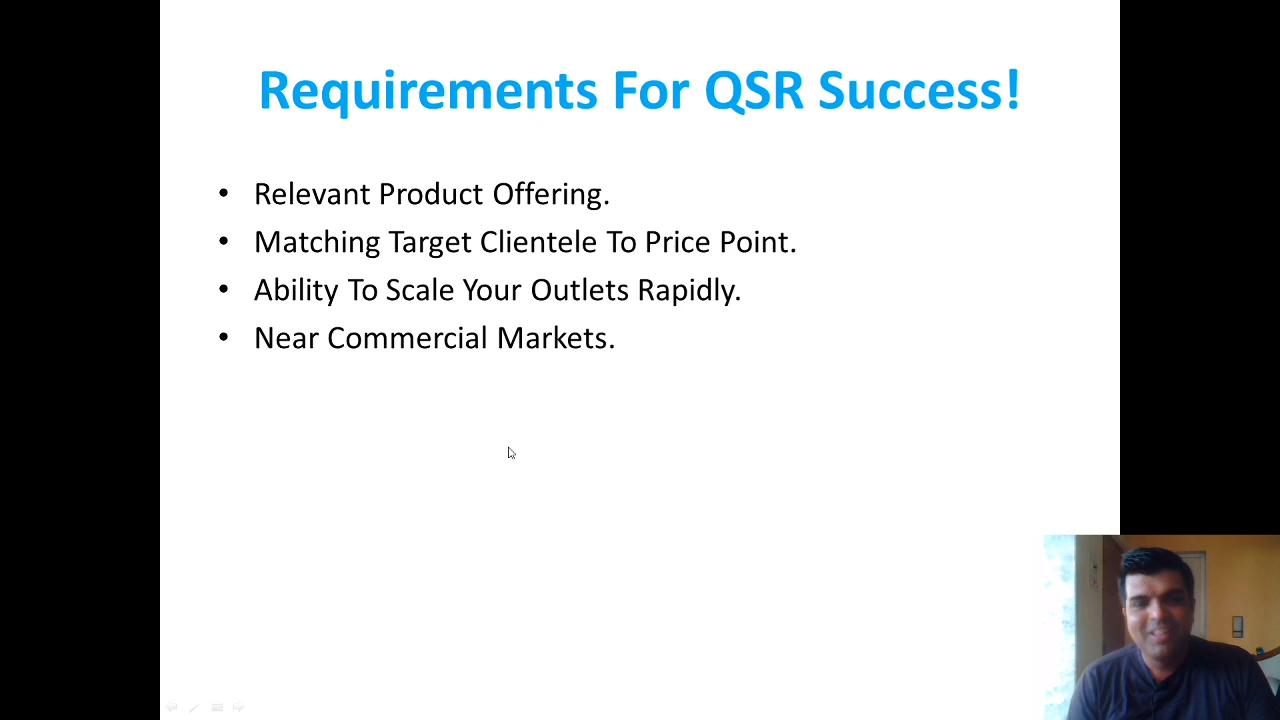 Requirements For QSR Success!
• Relevant Product Offering.
• Matching Target Clientele To Price Point.
• Ability To Scale Your Outlets Rapidly.
• Near Commercial Markets.